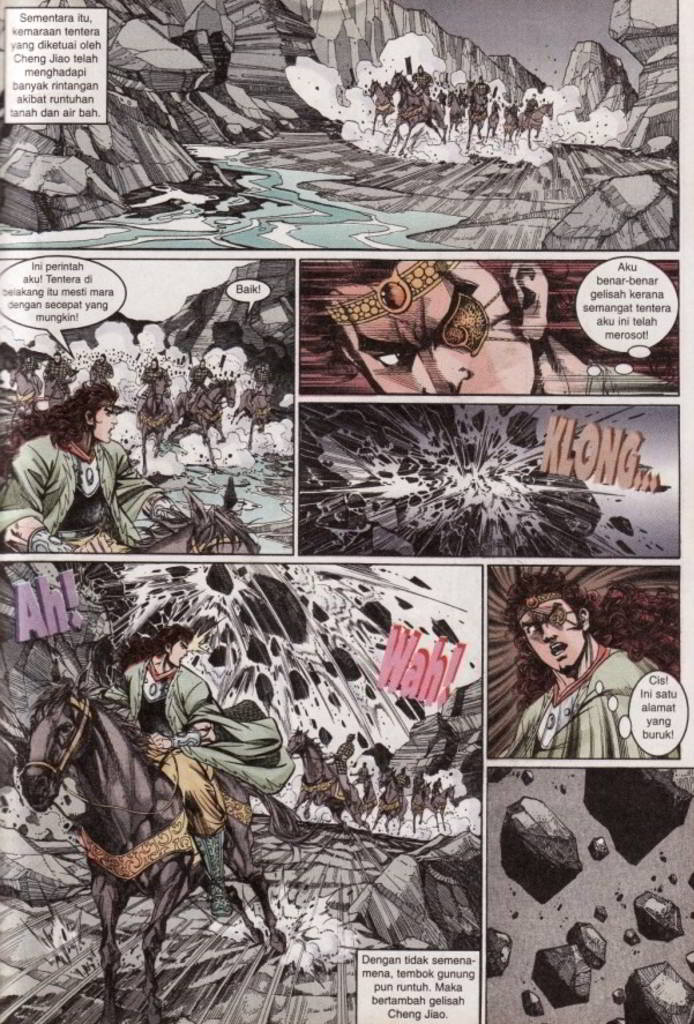 Sementara itu,
kemaraan tentera
yang diketuai oleh
Cheng Jiao telah
menghadapi
banyak rintangan
akibat runtuhan
tanah dan air bah.
Ini perintah
aku! Tentera di
belakang itu mesti mara
dengan secepat yang
mungkin!
Baik!
Aku
benar-benar
gelisah kerana
semangat tentera
aku ini telah
merosot!
KLONG...
Ah!
Wah!
Cis!
Ini satu
alamat
yang
buruk!
Dengan tidak semena-
mena, tembok gunung
pun runtuh. Maka
bertambah gelisah
Cheng Jiao.